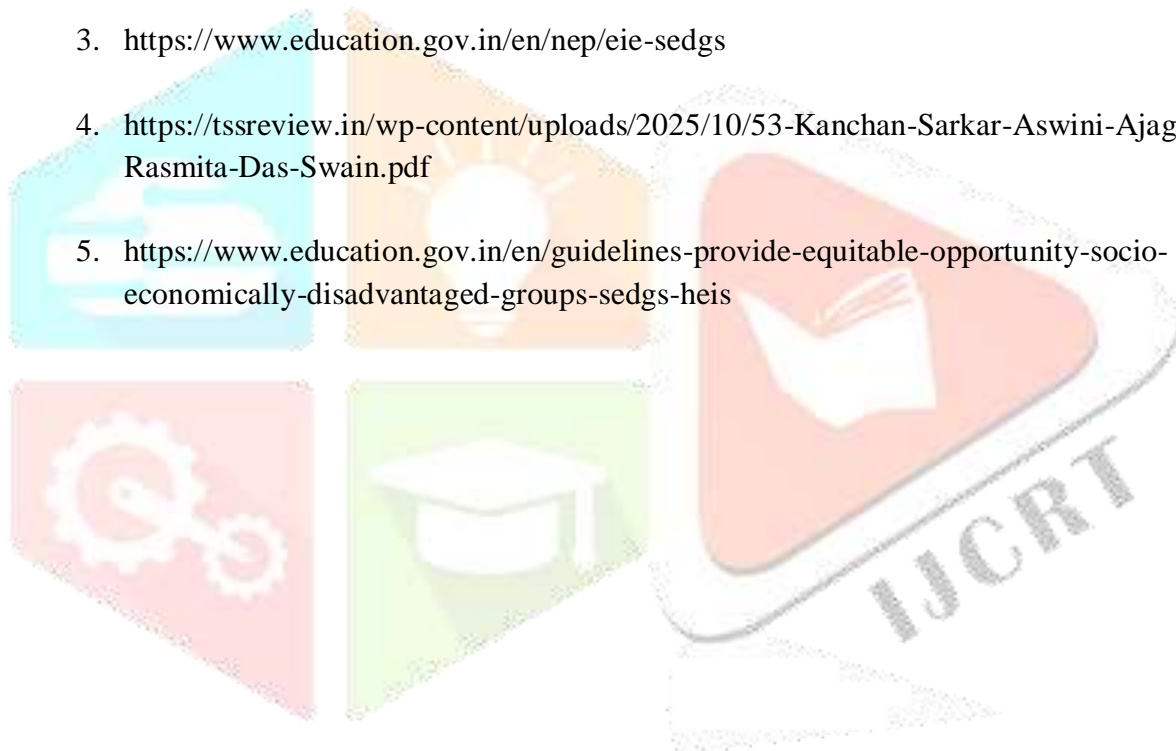 3. https://www.education.gov.in/en/nep/eie-sedgs
4. https://tssreview.in/wp-content/uploads/2025/10/53-Kanchan-Sarkar-Aswini-Ajag
Rasmita-Das-Swain.pdf
5. https://www.education.gov.in/en/guidelines-provide-equitable-opportunity-socio-
economically-disadvantaged-groups-sedgs-heis
IJCRT